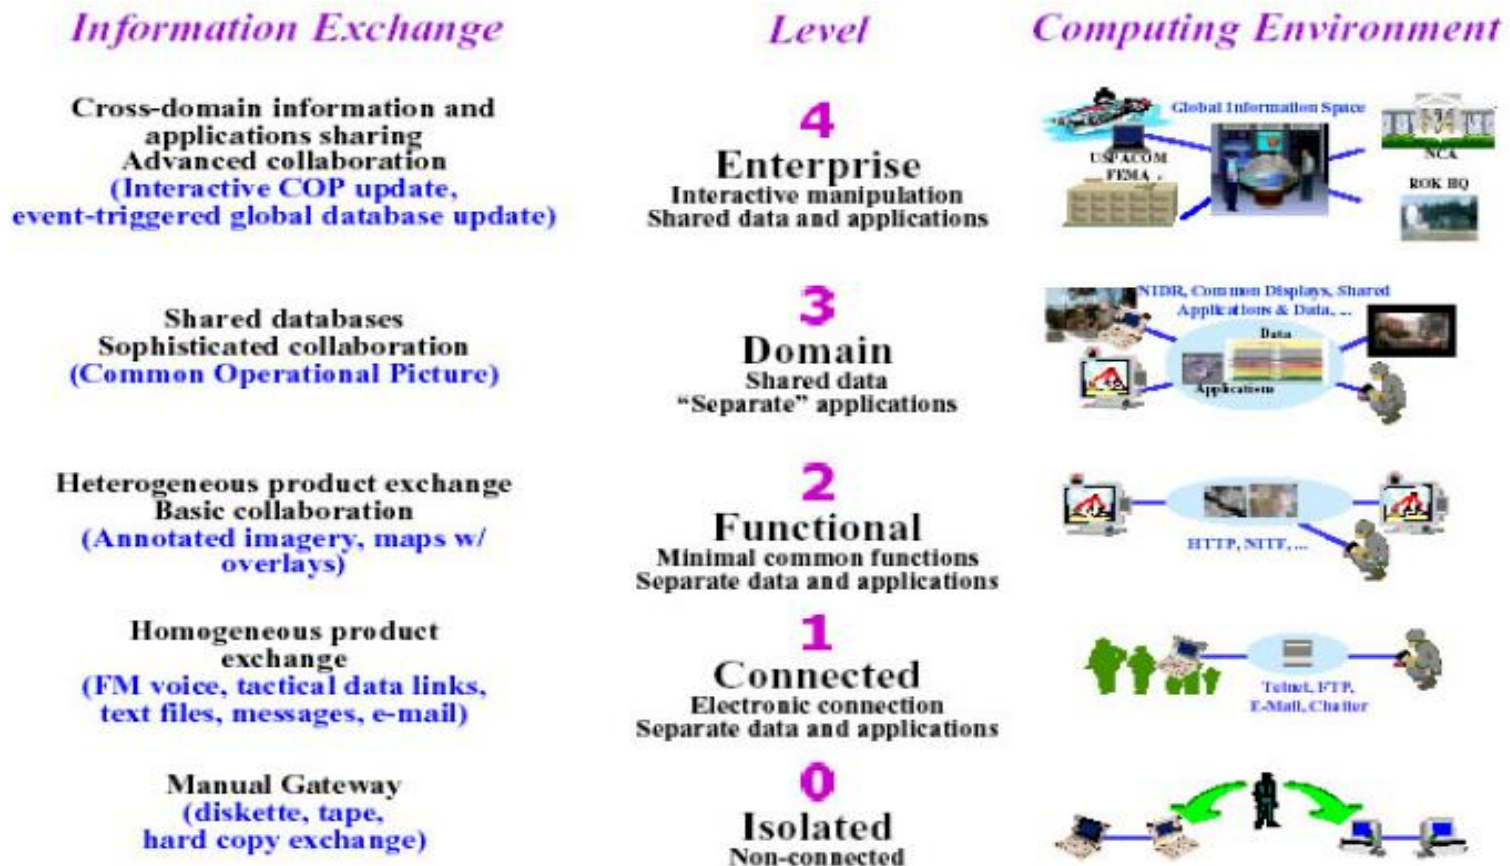 Information Exchange
Level
Computing Environment
Cross-domain information and
applications sharing
Advanced collaboration
(Interactive COP update,
event-triggered global database update)
4
Enterprise
Interactive manipulation
Shared data and applications
Global Information Space
USPACOM
FEMA
NCA
ROK HQ
Shared databases
Sophisticated collaboration
(Common Operational Picture)
3
Domain
Shared data
“Separate” applications
NIDR, Common Displays, Shared
Applications & Data, ...
Data
Applications
Heterogeneous product exchange
Basic collaboration
(Annotated imagery, maps w/
overlays)
2
Functional
Minimal common functions
Separate data and applications
HTTP, NITF, ...
Homogeneous product
exchange
(FM voice, tactical data links,
text files, messages, e-mail)
1
Connected
Electronic connection
Separate data and applications
Telnet, FTP,
E-Mail, Chatter
Manual Gateway
(diskette, tape,
hard copy exchange)
0
Isolated
Non-connected